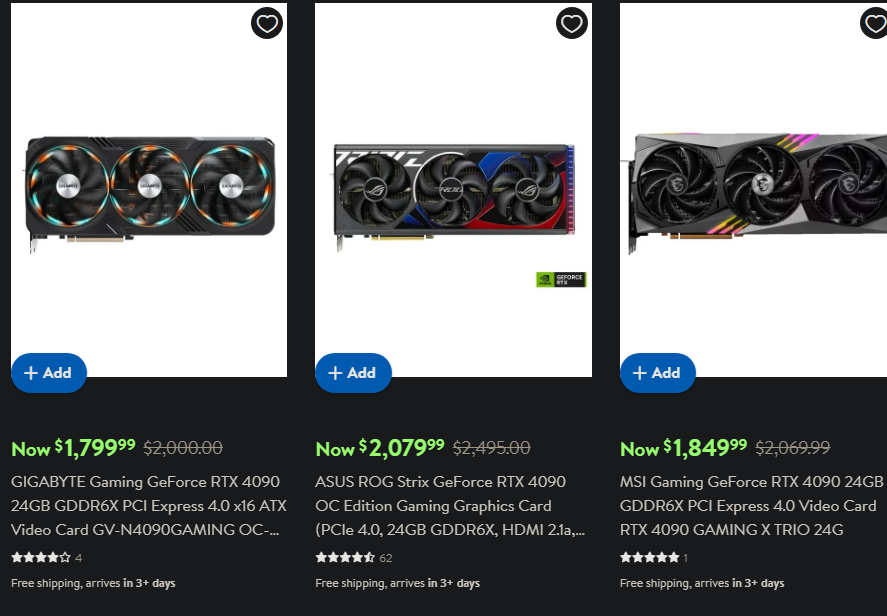 GIGABYTE GIGABYTE GIGABYTE
ROG
GEFORCE
RTX
+ Add
+ Add
+ Add
Now $1,799.99 $2,000.00
GIGABYTE Gaming GeForce RTX 4090
24GB GDDR6X PCI Express 4.0 x16 ATX
Video Card GV-N4090GAMING OC-...
4
Free shipping, arrives in 3+ days
Now $2,079.99 $2,495.00
ASUS ROG Strix GeForce RTX 4090
OC Edition Gaming Graphics Card
(PCIe 4.0, 24GB GDDR6X, HDMI 2.1a,...
62
Free shipping, arrives in 3+ days
Now $1,849.99 $2,069.99
MSI Gaming GeForce RTX 4090 24GB
GDDR6X PCI Express 4.0 Video Card
RTX 4090 GAMING X TRIO 24G
1
Free shipping, arrives in 3+ days